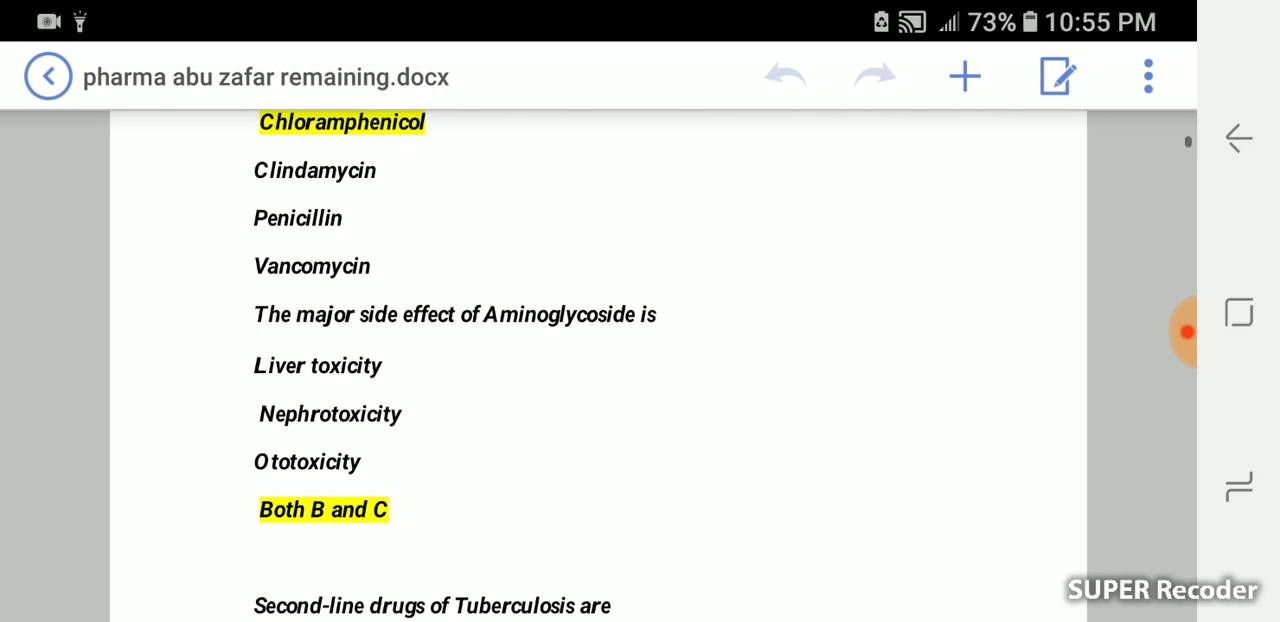 73% 10:55 PM
pharma abu zafar remaining.docx
Chloramphenicol
Clindamycin
Penicillin
Vancomycin
The major side effect of Aminoglycoside is
Liver toxicity
Nephrotoxicity
Ototoxicity
Both B and C
Second-line drugs of Tuberculosis are
SUPER Recoder